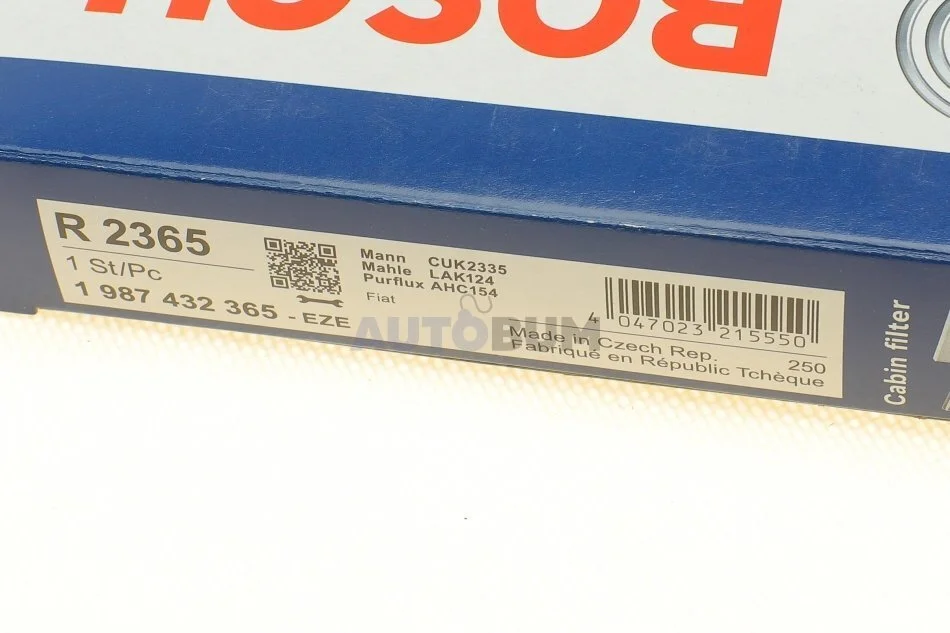 BOSCH
R 2365
1 St/Pc
1 987 432 365 - EZE
Mann CUK2335
Mahle LAK124
Purflux AHC154
Fiat
4 047023 215550
Made in Czech Rep.
250
Fabriqué en Républic Tchèque
Cabin filter
AUTOBUM